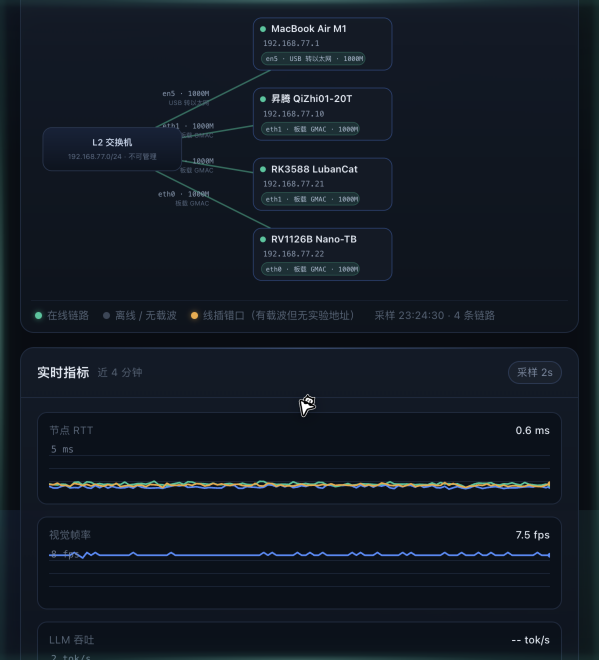 MacBook Air M1
192.168.77.1
en5 · USB 转以太网 · 1000M
en5 · 1000M
USB 转以太网
昇腾 QiZhi01-20T
192.168.77.10
eth1 · 板载 GMAC · 1000M
eth1 · 1000M
板载 GMAC
L2 交换机
192.168.77.0/24 · 不可管理
RK3588 LubanCat
192.168.77.21
eth1 · 板载 GMAC · 1000M
· 1000M
板载 GMAC
eth0 · 1000M
板载 GMAC
RV1126B Nano-TB
192.168.77.22
eth0 · 板载 GMAC · 1000M
在线链路 离线 / 无载波 线插错口（有载波但无实验地址） 采样 23:24:30 · 4 条链路
实时指标 近 4 分钟 采样 2s
节点 RTT 0.6 ms
5 ms
视觉帧率 7.5 fps
8 fps
LLM 吞吐 -- tok/s
2 tok/s